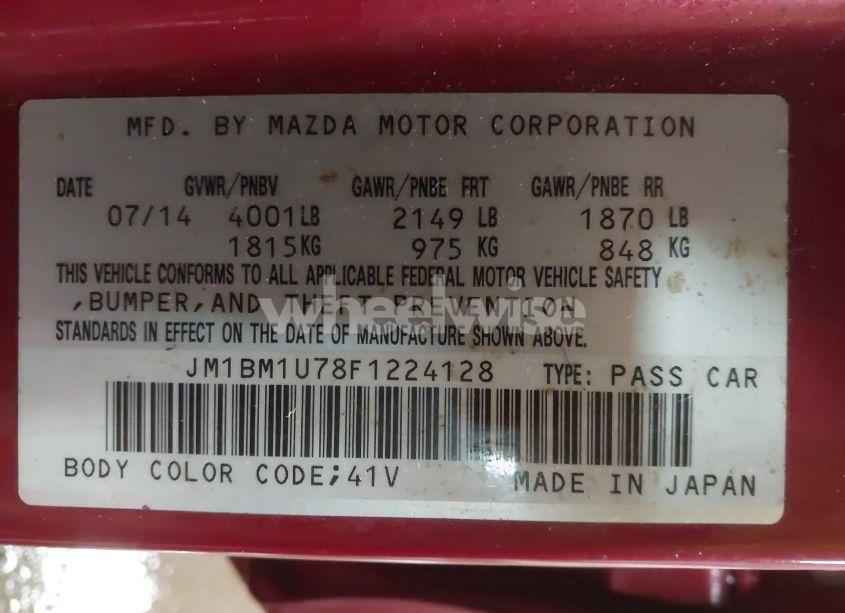 MFD. BY MAZDA MOTOR CORPORATION
DATE GVWR/PNBV GAWR/PNBE FRT GAWR/PNBE RR
07/14 4001LB 2149 LB 1870 LB
1815KG 975 KG 848 KG
THIS VEHICLE CONFORMS TO ALL APPLICABLE FEDERAL MOTOR VEHICLE SAFETY
,BUMPER,AND THEFT PREVENTION
wheelwise
STANDARDS IN EFFECT ON THE DATE OF MANUFACTURE SHOWN ABOVE.
JM1BM1U78F1224128 TYPE: PASS CAR
BODY COLOR CODE;41V MADE IN JAPAN